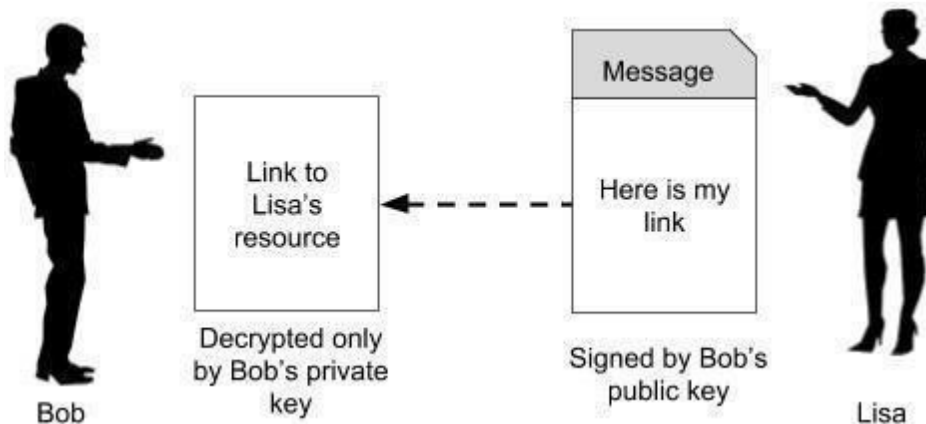 Message
Link to
Lisa's
resource
Here is my
link
Decrypted only
by Bob's private
key
Signed by Bob's
public key
Bob
Lisa